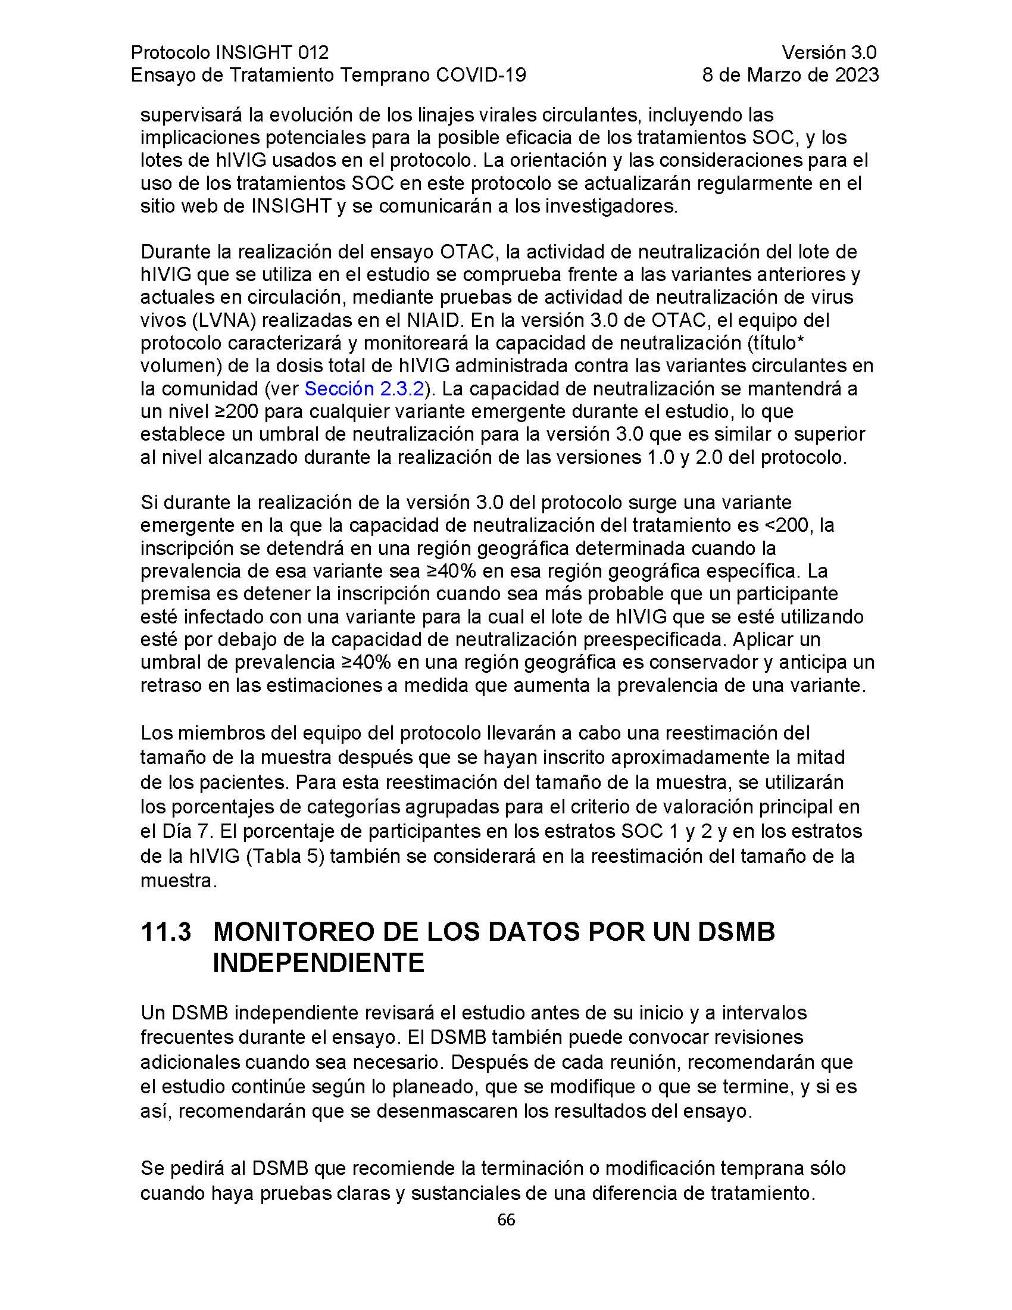 Protocolo INSIGHT 012 Versión 3.0
Ensayo de Tratamiento Temprano COVID-19 8 de Marzo de 2023
supervisará la evolución de los linajes virales circulantes, incluyendo las
implicaciones potenciales para la posible eficacia de los tratamientos SOC, y los
lotes de hIVIG usados en el protocolo. La orientación y las consideraciones para el
uso de los tratamientos SOC en este protocolo se actualizarán regularmente en el
sitio web de INSIGHT y se comunicarán a los investigadores.
Durante la realización del ensayo OTAC, la actividad de neutralización del lote de
hIVIG que se utiliza en el estudio se comprueba frente a las variantes anteriores y
actuales en circulación, mediante pruebas de actividad de neutralización de virus
vivos (LVNA) realizadas en el NIAID. En la versión 3.0 de OTAC, el equipo del
protocolo caracterizará y monitoreará la capacidad de neutralización (título*
volumen) de la dosis total de hIVIG administrada contra las variantes circulantes en
la comunidad (ver Sección 2.3.2). La capacidad de neutralización se mantendrá a
un nivel ≥200 para cualquier variante emergente durante el estudio, lo que
establece un umbral de neutralización para la versión 3.0 que es similar o superior
al nivel alcanzado durante la realización de las versiones 1.0 y 2.0 del protocolo.
Si durante la realización de la versión 3.0 del protocolo surge una variante
emergente en la que la capacidad de neutralización del tratamiento es <200, la
inscripción se detendrá en una región geográfica determinada cuando la
prevalencia de esa variante sea ≥40% en esa región geográfica específica. La
premisa es detener la inscripción cuando sea más probable que un participante
esté infectado con una variante para la cual el lote de hIVIG que se esté utilizando
esté por debajo de la capacidad de neutralización preespecificada. Aplicar un
umbral de prevalencia ≥40% en una región geográfica es conservador y anticipa un
retraso en las estimaciones a medida que aumenta la prevalencia de una variante.
Los miembros del equipo del protocolo llevarán a cabo una reestimación del
tamaño de la muestra después que se hayan inscrito aproximadamente la mitad
de los pacientes. Para esta reestimación del tamaño de la muestra, se utilizarán
los porcentajes de categorías agrupadas para el criterio de valoración principal en
el Día 7. El porcentaje de participantes en los estratos SOC 1 y 2 y en los estratos
de la hIVIG (Tabla 5) también se considerará en la reestimación del tamaño de la
muestra.
11.3 MONITOREO DE LOS DATOS POR UN DSMB
INDEPENDIENTE
Un DSMB independiente revisará el estudio antes de su inicio y a intervalos
frecuentes durante el ensayo. El DSMB también puede convocar revisiones
adicionales cuando sea necesario. Después de cada reunión, recomendarán que
el estudio continúe según lo planeado, que se modifique o que se termine, y si es
así, recomendarán que se desenmascaren los resultados del ensayo.
Se pedirá al DSMB que recomiende la terminación o modificación temprana sólo
cuando haya pruebas claras y sustanciales de una diferencia de tratamiento.
66